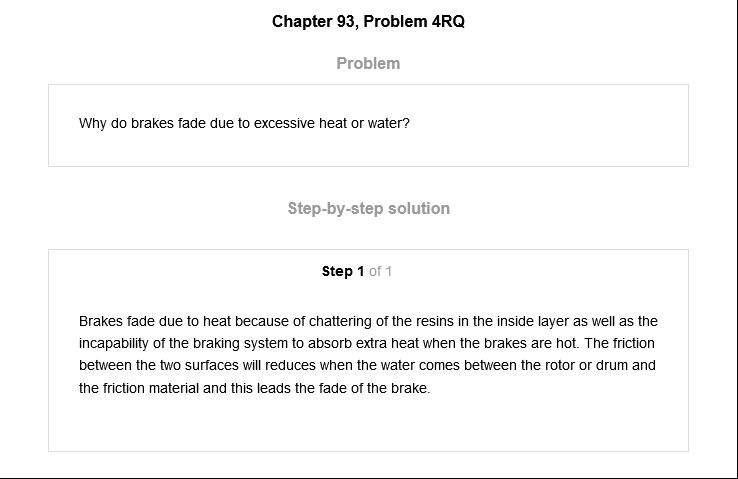 Chapter 93, Problem 4RQ
Problem
Why do brakes fade due to excessive heat or water?
Step-by-step solution
Step 1 of 1
Brakes fade due to heat because of chattering of the resins in the inside layer as well as the
incapability of the braking system to absorb extra heat when the brakes are hot. The friction
between the two surfaces will reduces when the water comes between the rotor or drum and
the friction material and this leads the fade of the brake.